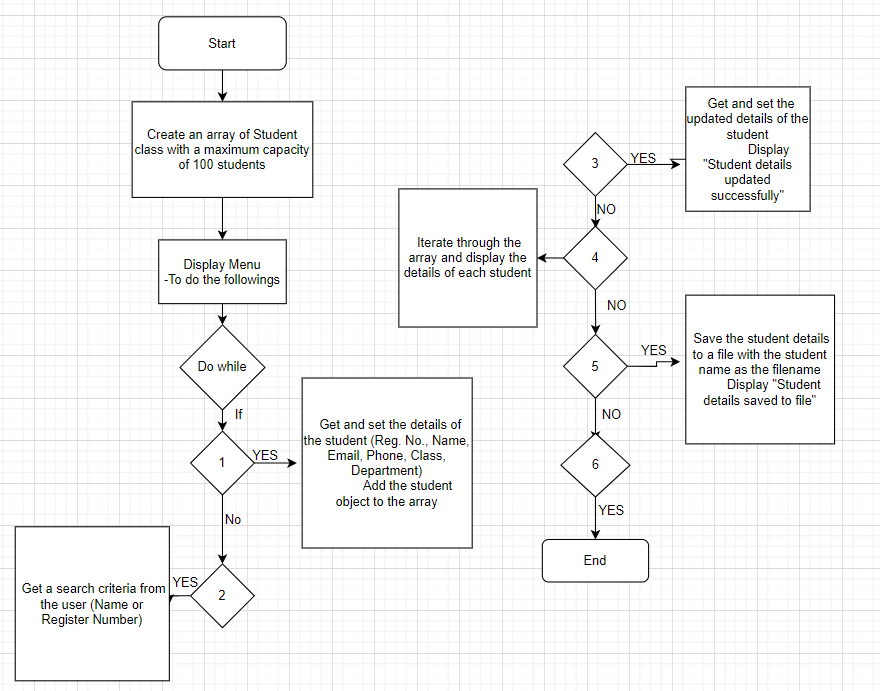 Start
Create an array of Student
class with a maximum capacity
of 100 students
Display Menu
-To do the followings
Do while
If
1
YES
Get and set the details of
the student (Reg. No., Name,
Email, Phone, Class,
Department)
Add the student
object to the array
No
2
YES
Get a search criteria from
the user (Name or
Register Number)
3
YES
Get and set the
updated details of the
student
Display
"Student details
updated
successfully"
NO
4
Iterate through the
array and display the
details of each student
NO
5
YES
Save the student details
to a file with the student
name as the filename
Display "Student
details saved to file"
NO
6
YES
End